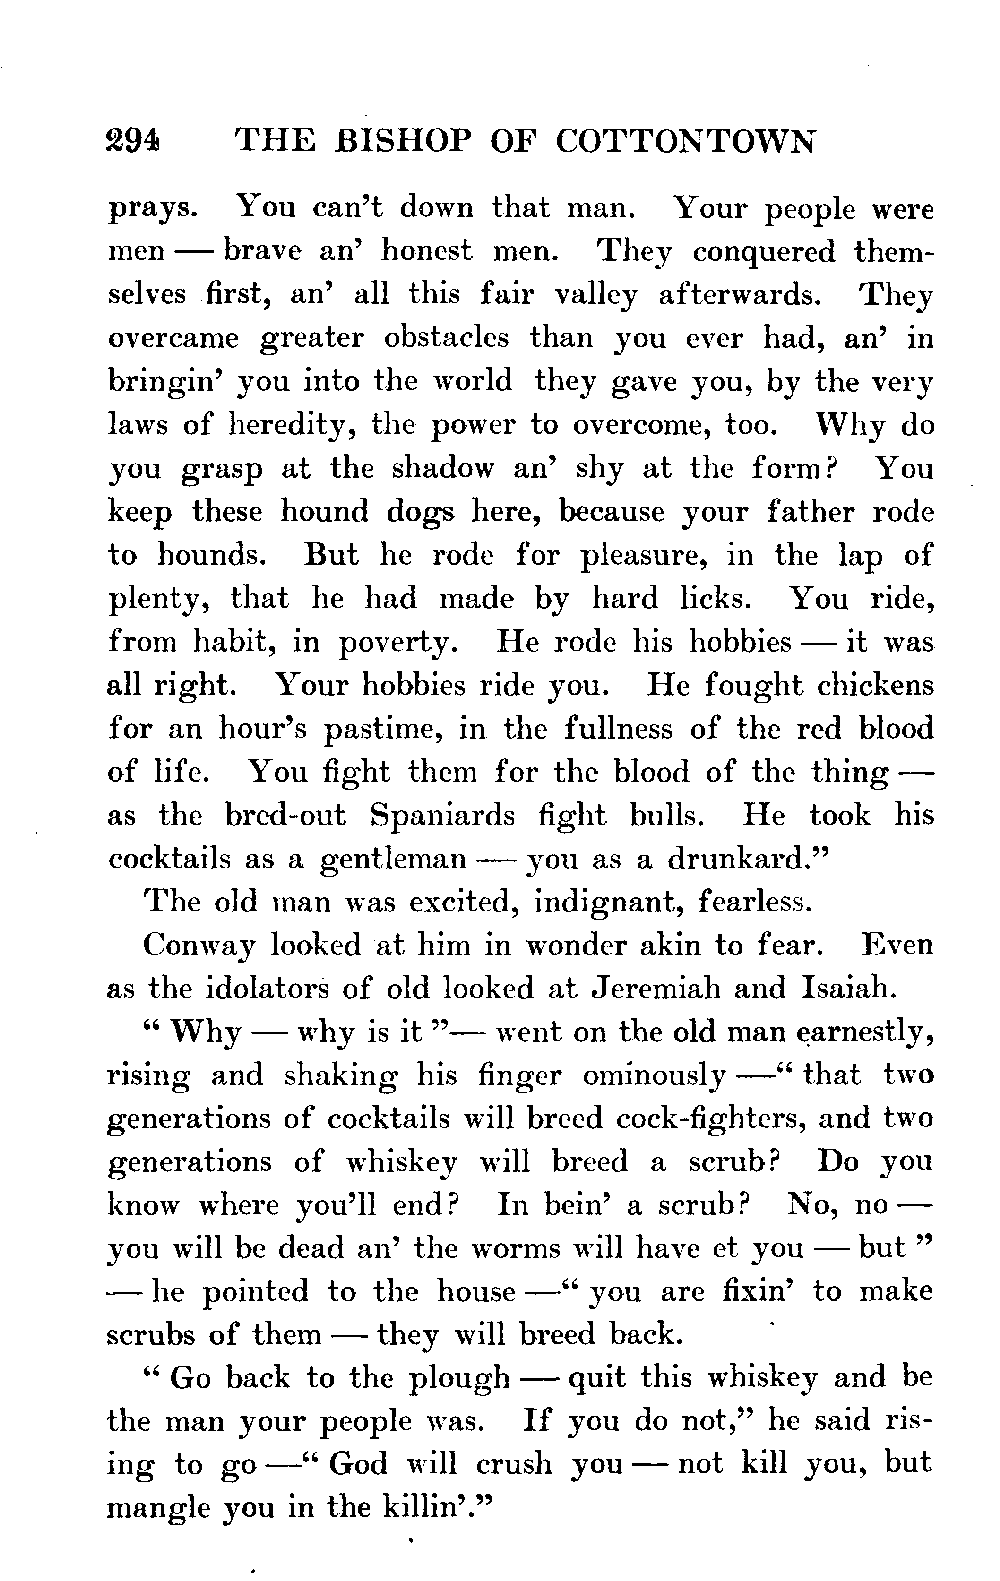 294 THE BISHOP OF COTTONTOWN
prays. You can't down that man. Your people were
men — brave an' honest men. They conquered them-
selves first, an' all this fair valley afterwards. They
overcame greater obstacles than you ever had, an' in
bringin' you into the world they gave you, by the very
laws of heredity, the power to overcome, too. Why do
you grasp at the shadow an' shy at the form? You
keep these hound dogs here, because your father rode
to hounds. But he rode for pleasure, in the lap of
plenty, that he had made by hard licks. You ride,
from habit, in poverty. He rode his hobbies — it was
all right. Your hobbies ride you. He fought chickens
for an hour's pastime, in the fullness of the red blood
of life. You fight them for the blood of the thing —
as the bred-out Spaniards fight bulls. He took his
cocktails as a gentleman — you as a drunkard."
The old man was excited, indignant, fearless.
Conway looked at him in wonder akin to fear. Even
as the idolators of old looked at Jeremiah and Isaiah.
" Why — why is it "— went on the old man earnestly,
rising and shaking his finger ominously —" that two
generations of cocktails will breed cock-fighters, and two
generations of whiskey will breed a scrub? Do you
know where you'll end? In bein' a scrub? No, no —
you will be dead an' the worms will have et you — but "
— he pointed to the house —" you are fixin' to make
scrubs of them — they will breed back.
" Go back to the plough — quit this whiskey and be
the man your people was. If you do not," he said ris-
ing to go —" God will crush you — not kill you, but
mangle you in the killin'."